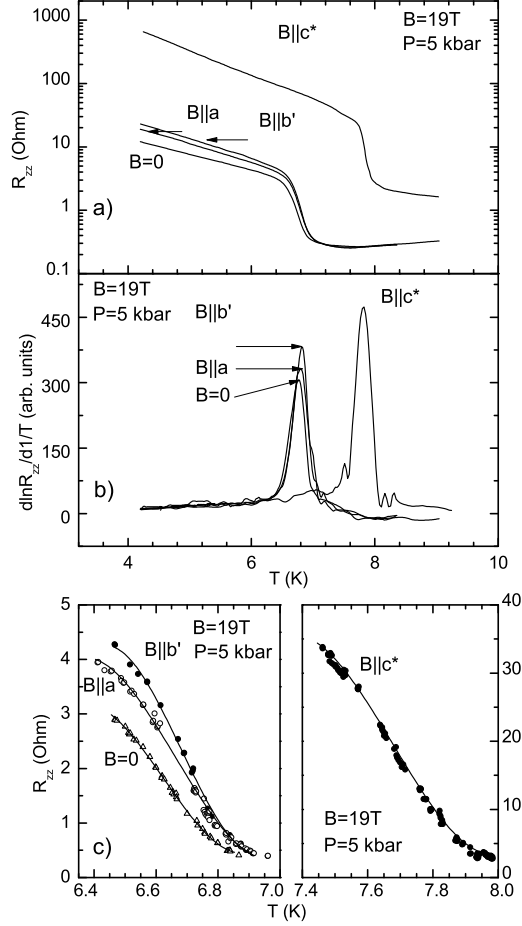 1000
100
10
1
0.1
R_zz (Ohm)
B||c*
B=19T
P=5 kbar
B||a
B||b'
B=0
a)
B=19T
P=5 kbar
B||b'
B||c*
B||a
B=0
450
300
150
0
dlnR_zz/d1/T (arb. units)
b)
4 6 8 10
T (K)
5
4
3
2
1
0
R_zz (Ohm)
B||b'
B=19T
P=5 kbar
B||a
B=0
c)
6.4 6.6 6.8 7.0
B||c*
B=19T
P=5 kbar
40
30
20
10
0
7.4 7.6 7.8 8.0
T (K)